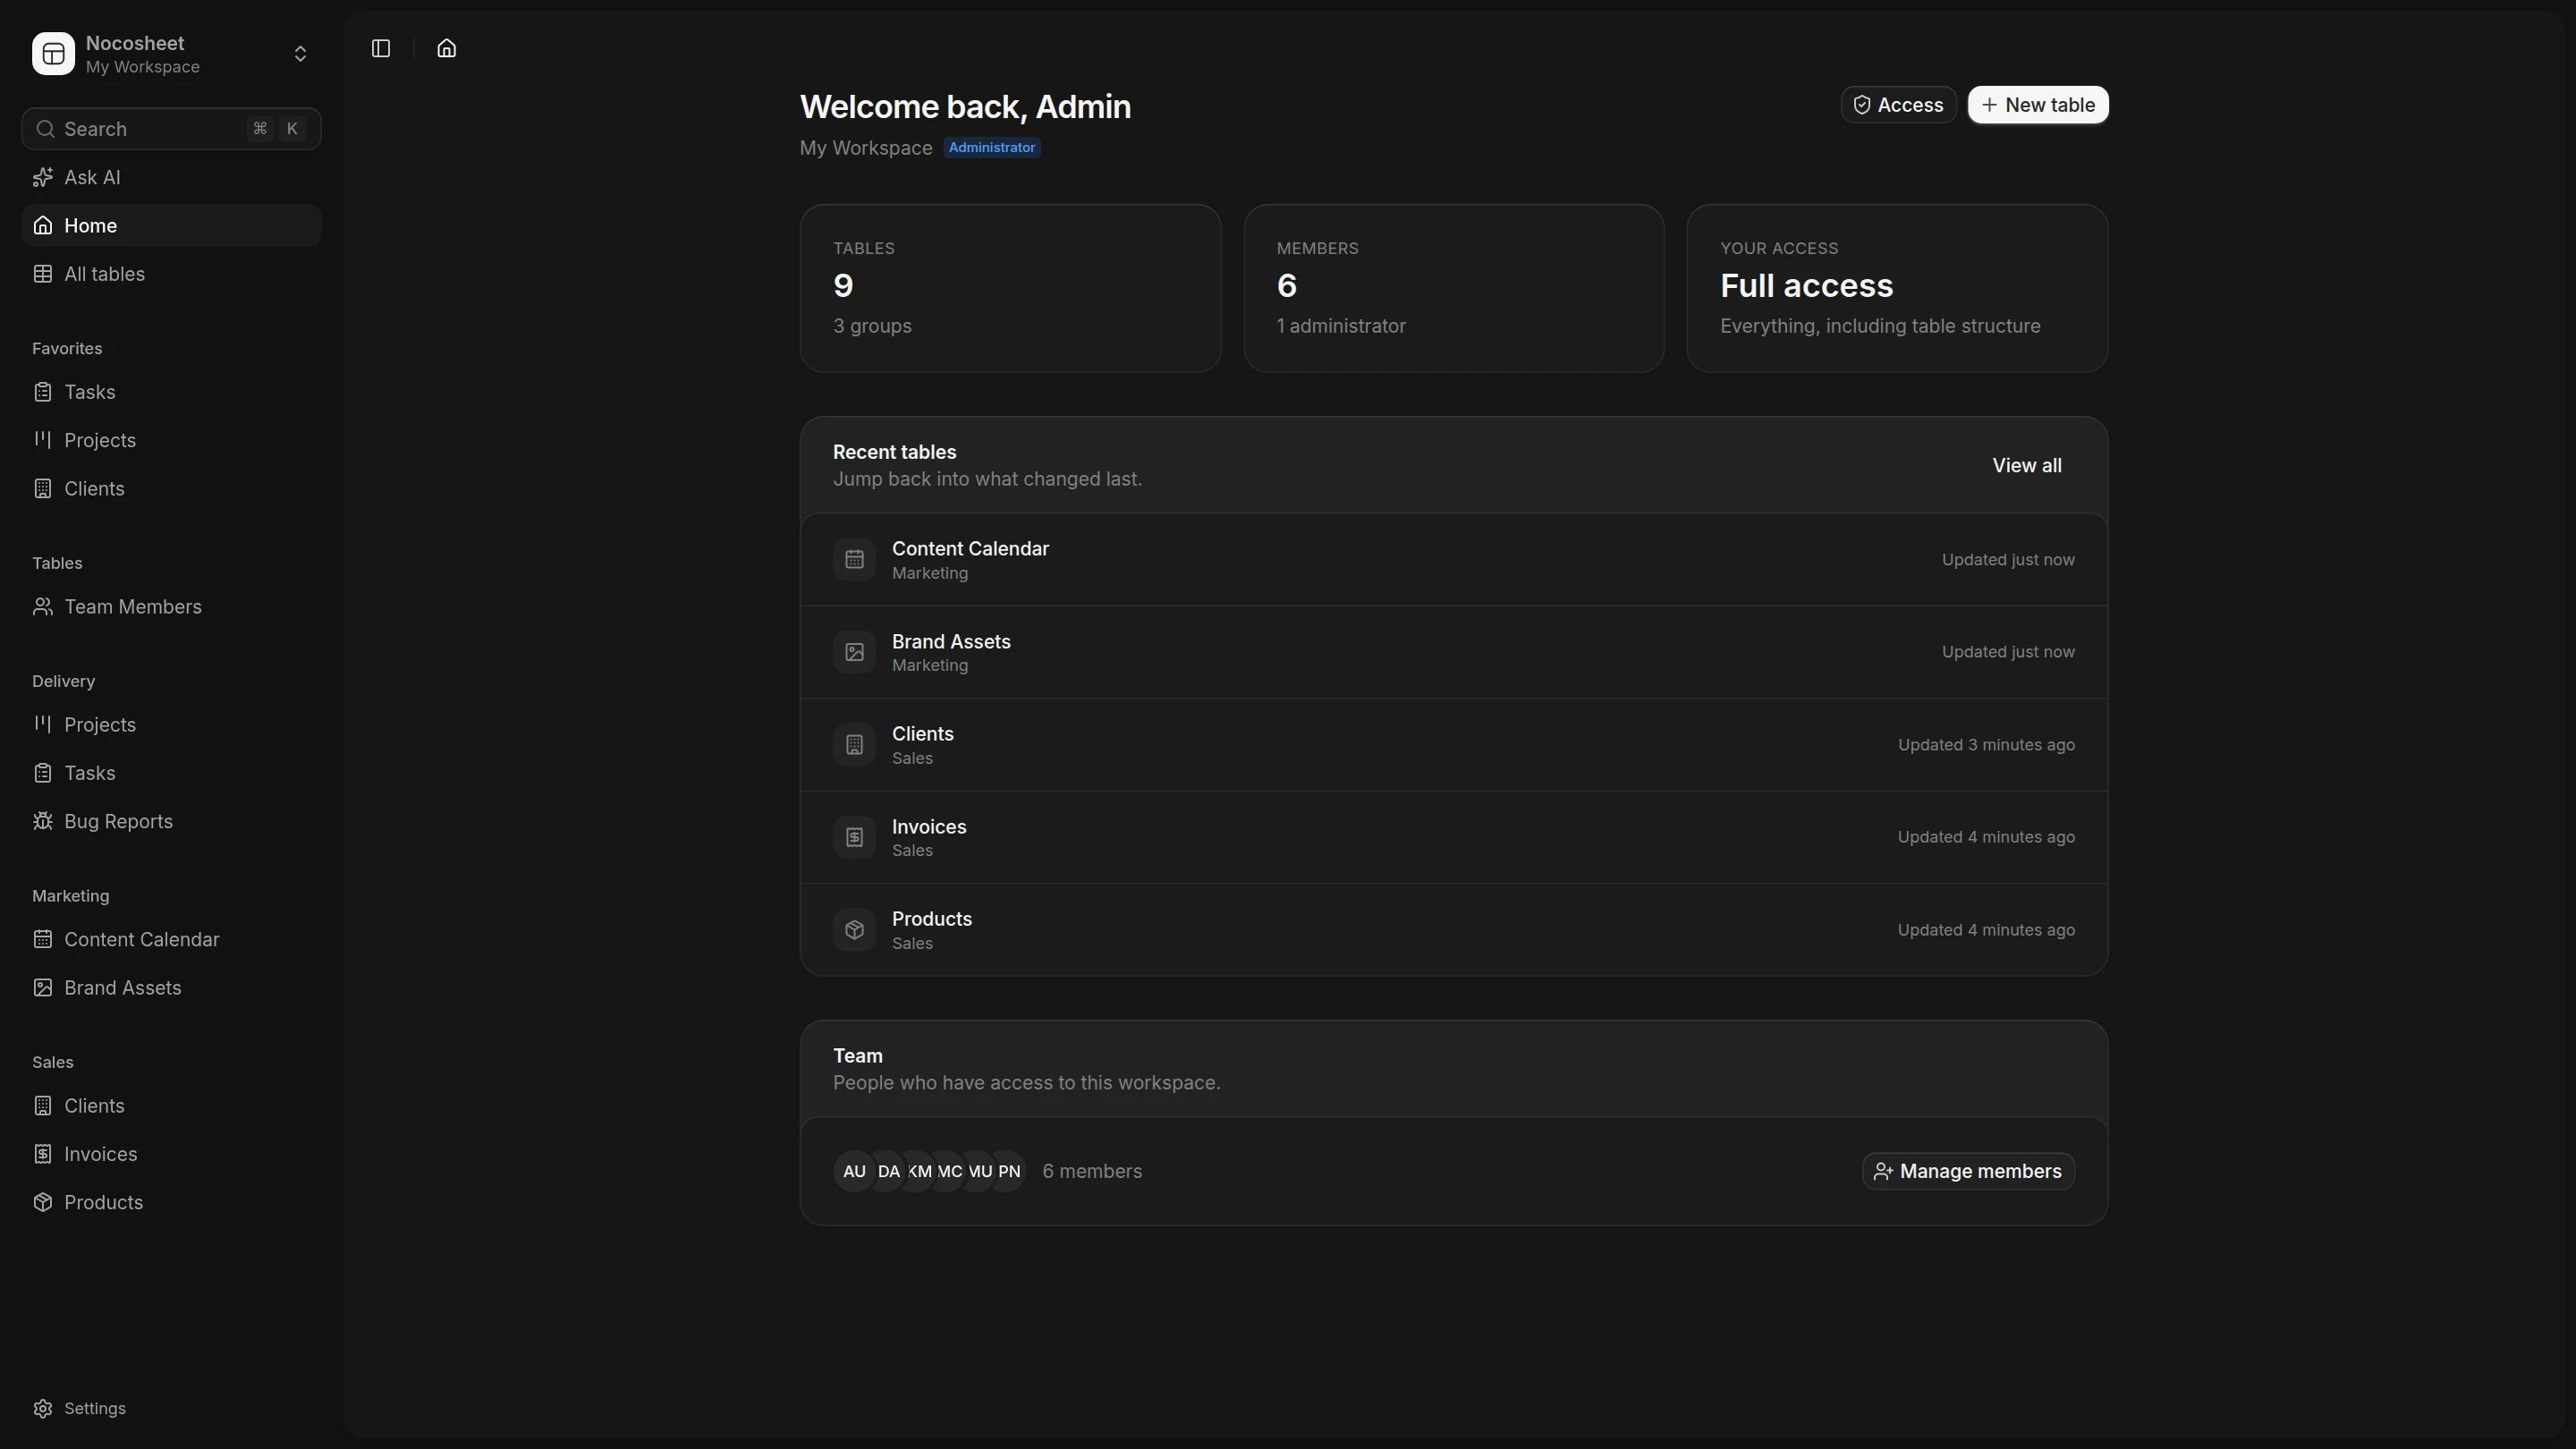 Nocosheet
My Workspace
Search ⌘ K
Ask AI
Home
All tables
Favorites
Tasks
Projects
Clients
Tables
Team Members
Delivery
Projects
Tasks
Bug Reports
Marketing
Content Calendar
Brand Assets
Sales
Clients
Invoices
Products
Settings
Welcome back, Admin
My Workspace Administrator
Access
New table
TABLES
9
3 groups
MEMBERS
6
1 administrator
YOUR ACCESS
Full access
Everything, including table structure
Recent tables
Jump back into what changed last.
View all
Content Calendar
Marketing
Updated just now
Brand Assets
Marketing
Updated just now
Clients
Sales
Updated 3 minutes ago
Invoices
Sales
Updated 4 minutes ago
Products
Sales
Updated 4 minutes ago
Team
People who have access to this workspace.
AU DA KM MC MU PN 6 members
Manage members